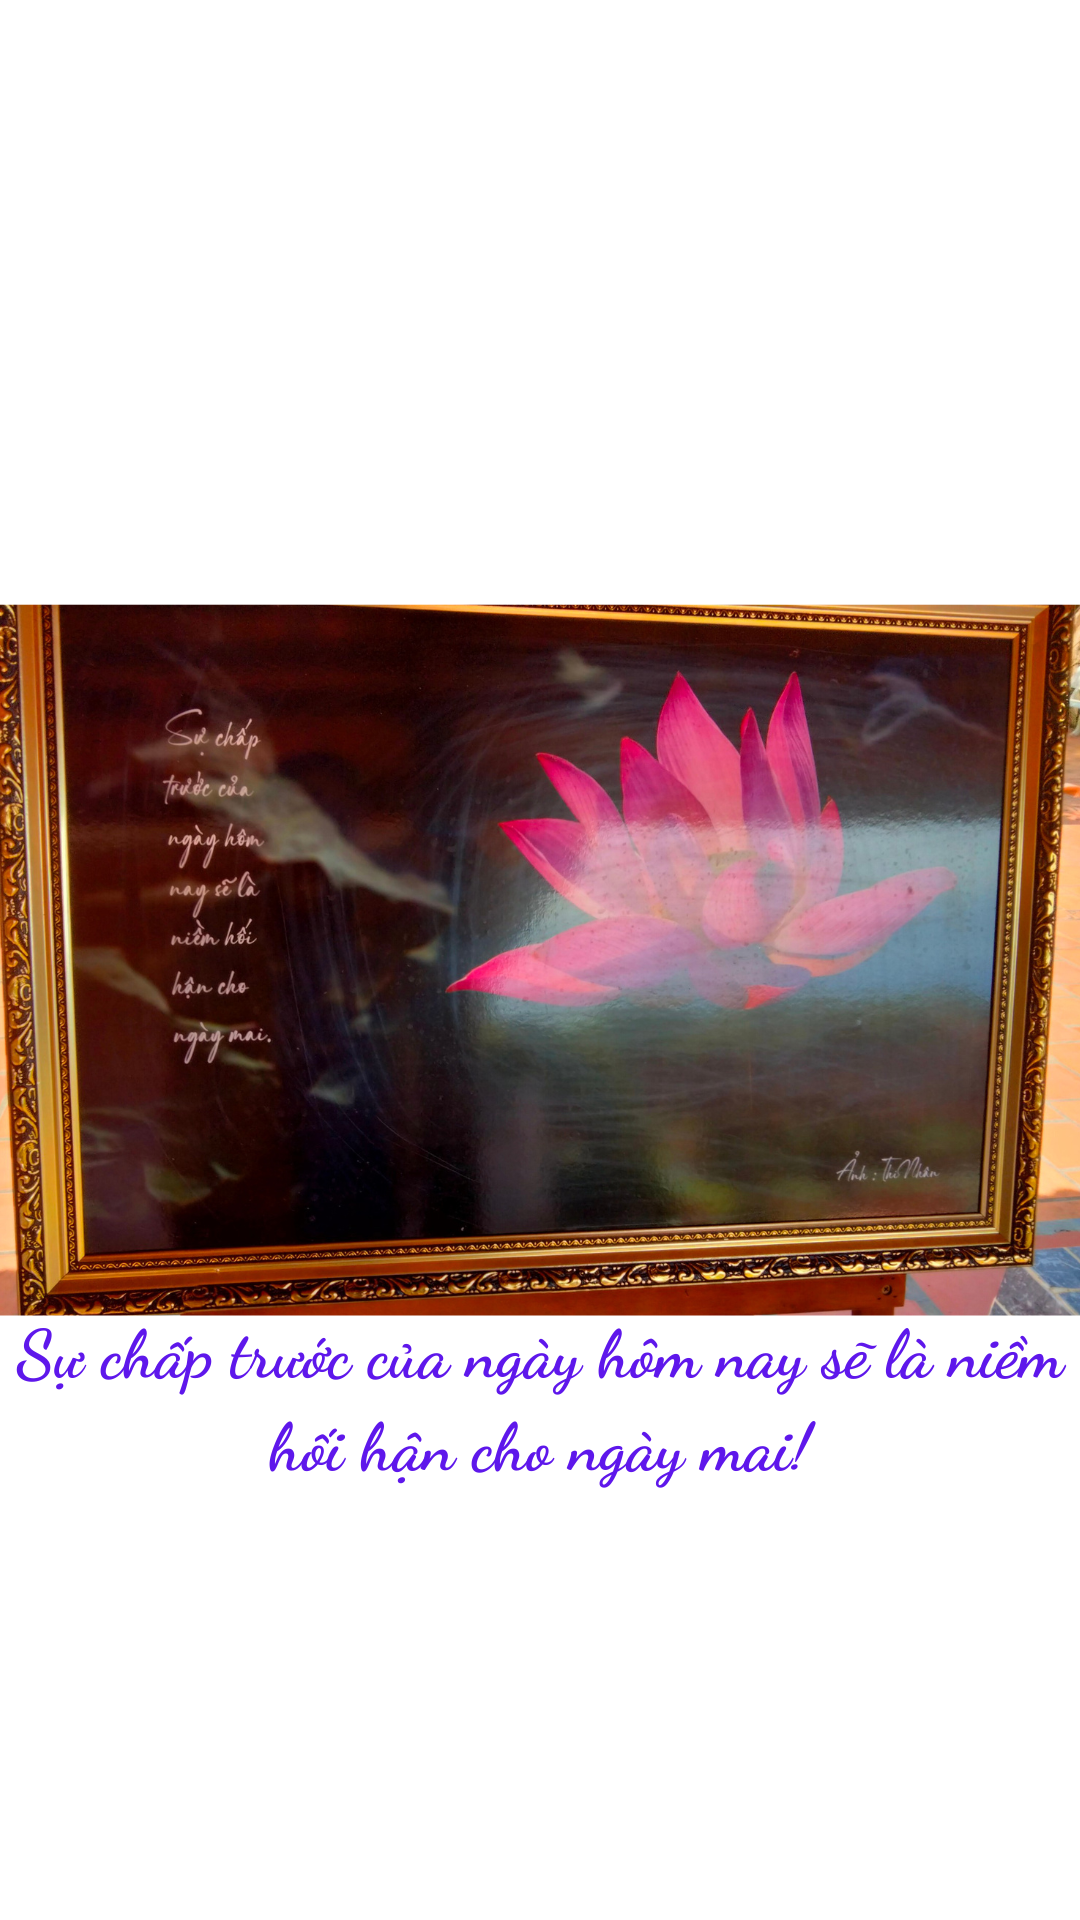 Sự chấp
trước của
ngày hôm
nay sẽ là
niềm hối
hận cho
ngày mai.
Ảnh : Thi Nhân
Sự chấp trước của ngày hôm nay sẽ là niềm
hối hận cho ngày mai!